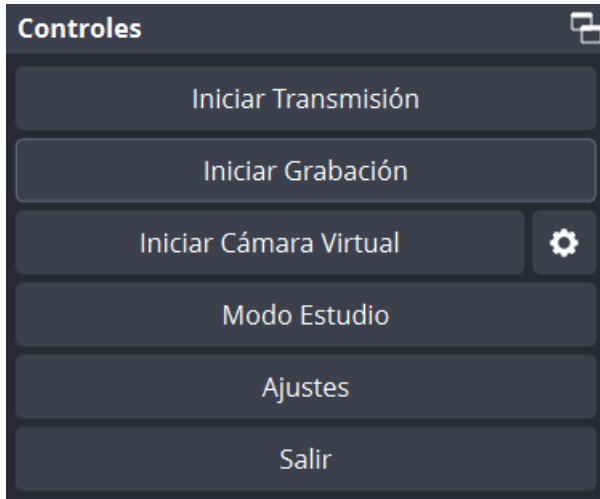 Controles
Iniciar Transmisión
Iniciar Grabación
Iniciar Cámara Virtual
Modo Estudio
Ajustes
Salir